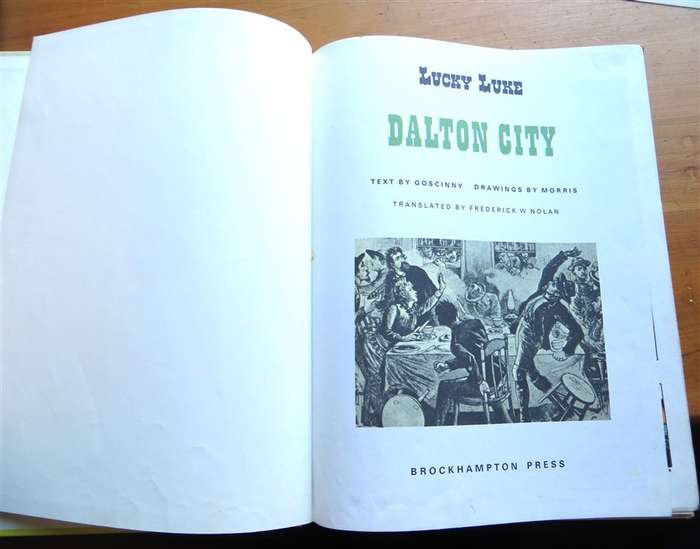 LUCKY LUKE
DALTON CITY
TEXT BY GOSCINNY DRAWINGS BY MORRIS
TRANSLATED BY FREDERICK W NOLAN
BROCKHAMPTON PRESS